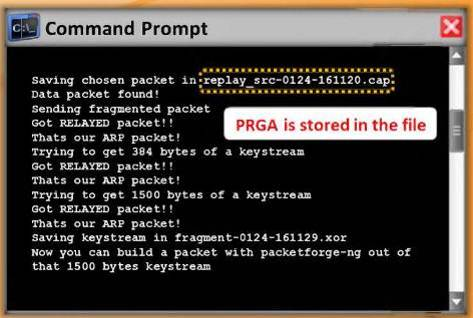 Command Prompt
Saving chosen packet in replay_src-0124-161120.cap
Data packet found!
Sending fragmented packet
Got RELAYED packet!!
PRGA is stored in the file
Thats our ARP packet!
Trying to get 384 bytes of a keystream
Got RELAYED packet!!
Thats our ARP packet!
Trying to get 1500 bytes of a keystream
Got RELAYED packet!!
Thats our ARP packet!
Saving keystream in fragment-0124-161129.xor
Now you can build a packet with packetforge-ng out of
that 1500 bytes keystream